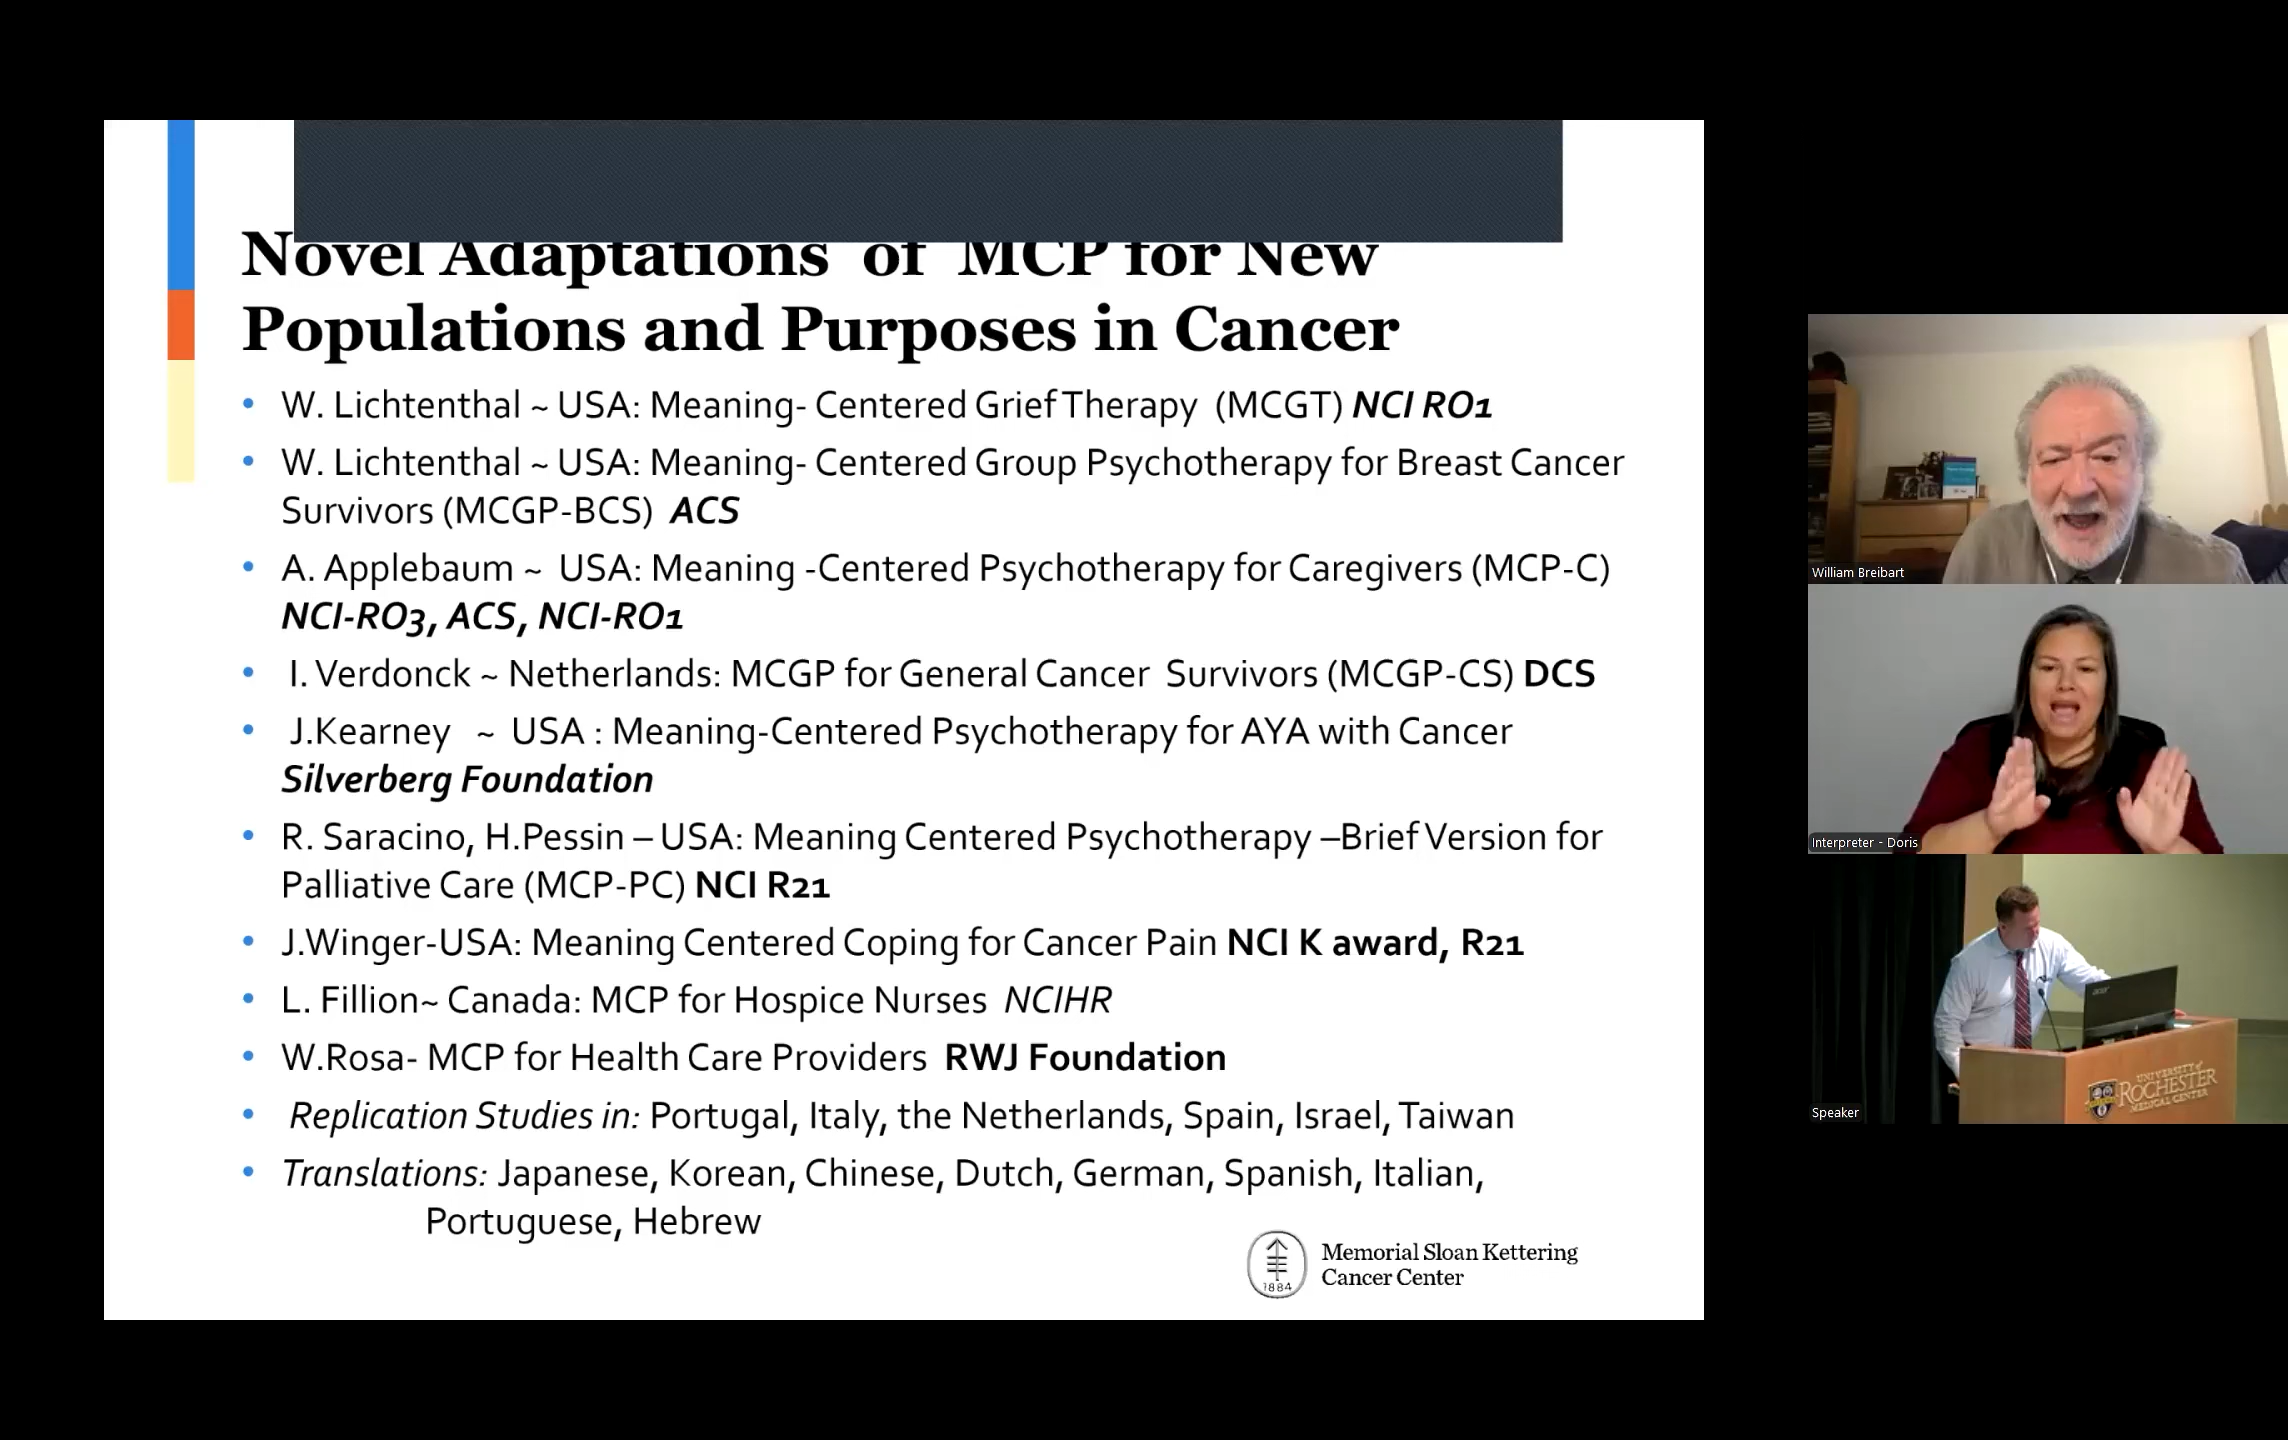 Novel Adaptations of MCP for New
Populations and Purposes in Cancer
• W. Lichtenthal ~ USA: Meaning- Centered Grief Therapy (MCGT) NCI RO1
• W. Lichtenthal ~ USA: Meaning- Centered Group Psychotherapy for Breast Cancer
Survivors (MCGP-BCS) ACS
• A. Applebaum ~ USA: Meaning -Centered Psychotherapy for Caregivers (MCP-C)
NCI-RO3, ACS, NCI-RO1
• I. Verdonck ~ Netherlands: MCGP for General Cancer Survivors (MCGP-CS) DCS
• J.Kearney ~ USA : Meaning-Centered Psychotherapy for AYA with Cancer
Silverberg Foundation
• R. Saracino, H.Pessin – USA: Meaning Centered Psychotherapy –Brief Version for
Palliative Care (MCP-PC) NCI R21
• J.Winger-USA: Meaning Centered Coping for Cancer Pain NCI K award, R21
• L. Fillion~ Canada: MCP for Hospice Nurses NCIHR
• W.Rosa- MCP for Health Care Providers RWJ Foundation
• Replication Studies in: Portugal, Italy, the Netherlands, Spain, Israel, Taiwan
• Translations: Japanese, Korean, Chinese, Dutch, German, Spanish, Italian,
Portuguese, Hebrew
1884
Memorial Sloan Kettering
Cancer Center
William Breibart
Interpreter - Doris
acer
UNIVERSITY of
ROCHESTER
MEDICAL CENTER
Speaker